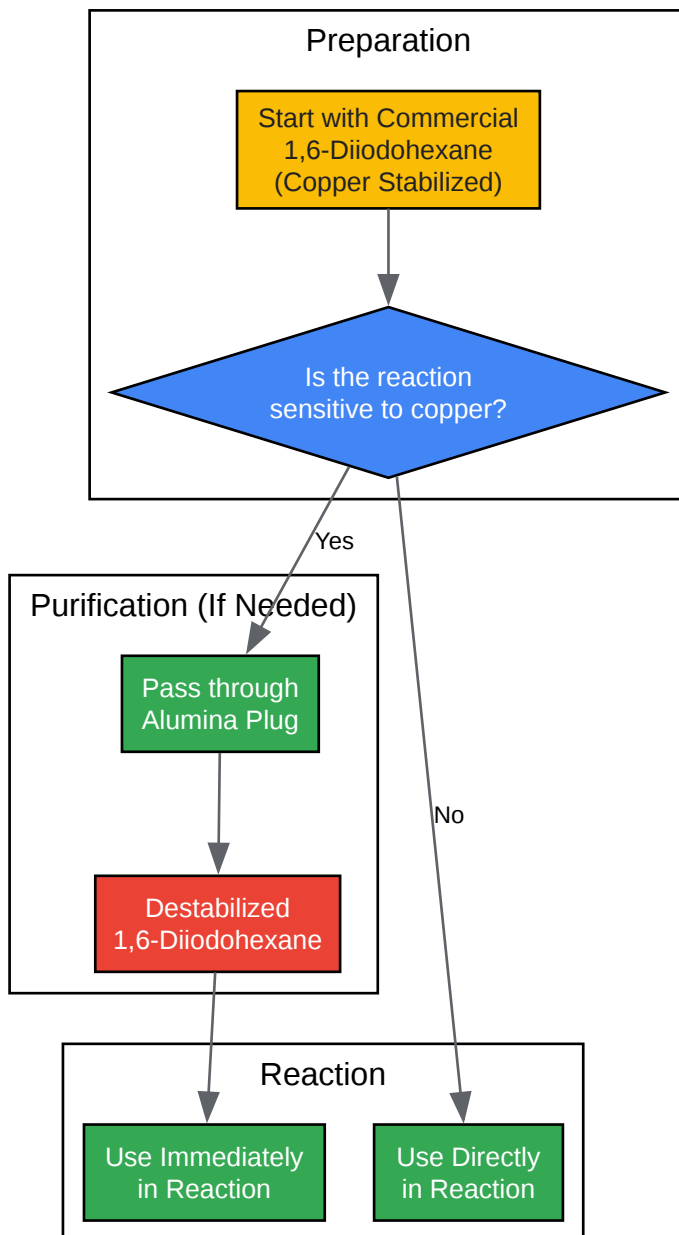 Preparation
Start with Commercial
1,6-Diiodohexane
(Copper Stabilized)
Is the reaction
sensitive to copper?
Yes
Purification (If Needed)
Pass through
Alumina Plug
No
Destabilized
1,6-Diiodohexane
Reaction
Use Immediately
in Reaction
Use Directly
in Reaction